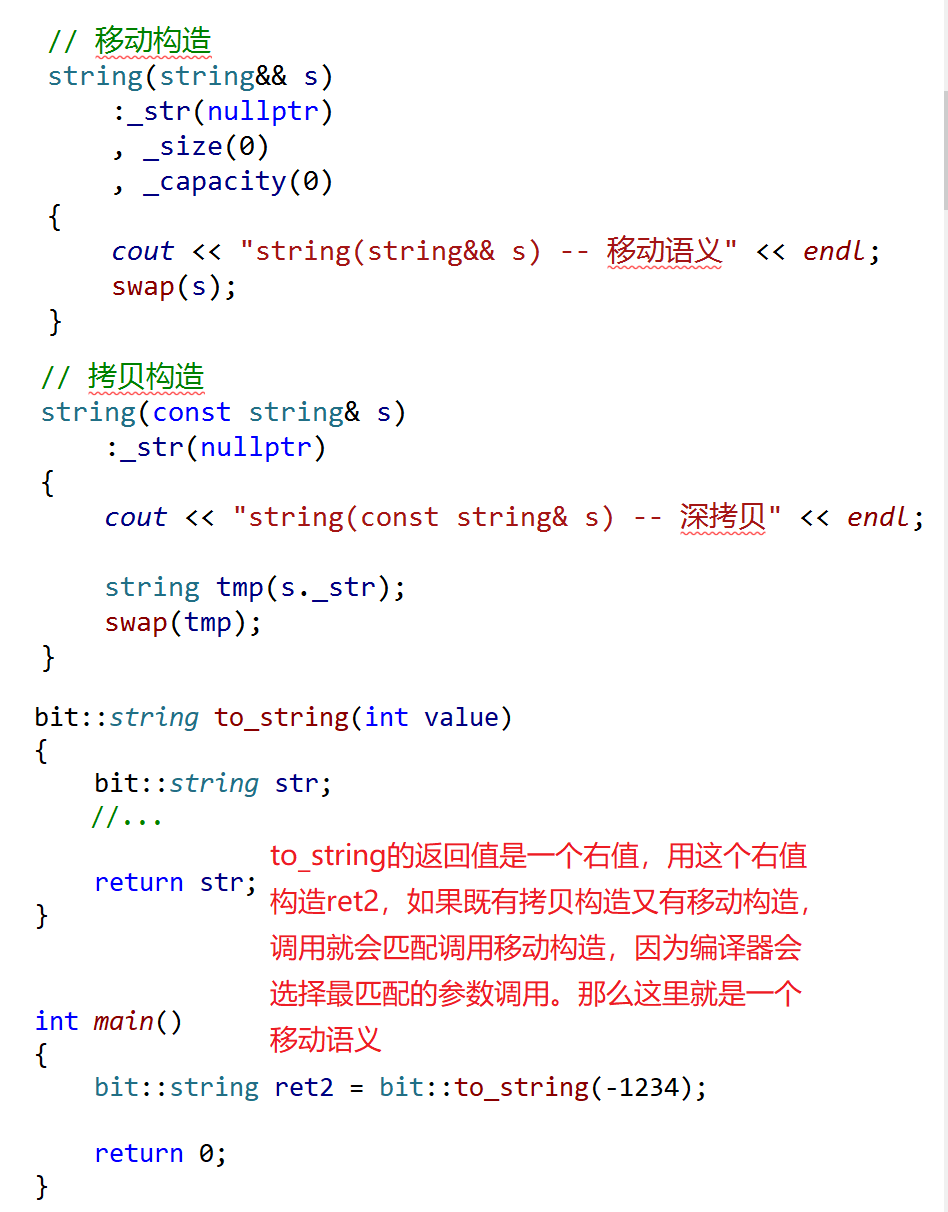 // 移动构造
string(string&& s)
    :_str(nullptr)
    , _size(0)
    , _capacity(0)
{
    cout << "string(string&& s) -- 移动语义" << endl;
    swap(s);
}
// 拷贝构造
string(const string& s)
    :_str(nullptr)
{
    cout << "string(const string& s) -- 深拷贝" << endl;
    string tmp(s._str);
    swap(tmp);
}
bit::string to_string(int value)
{
    bit::string str;
    //...
    return str;
}
to_string的返回值是一个右值，用这个右值
构造ret2，如果既有拷贝构造又有移动构造，
调用就会匹配调用移动构造，因为编译器会
选择最匹配的参数调用。那么这里就是一个
移动语义
int main()
{
    bit::string ret2 = bit::to_string(-1234);
    return 0;
}